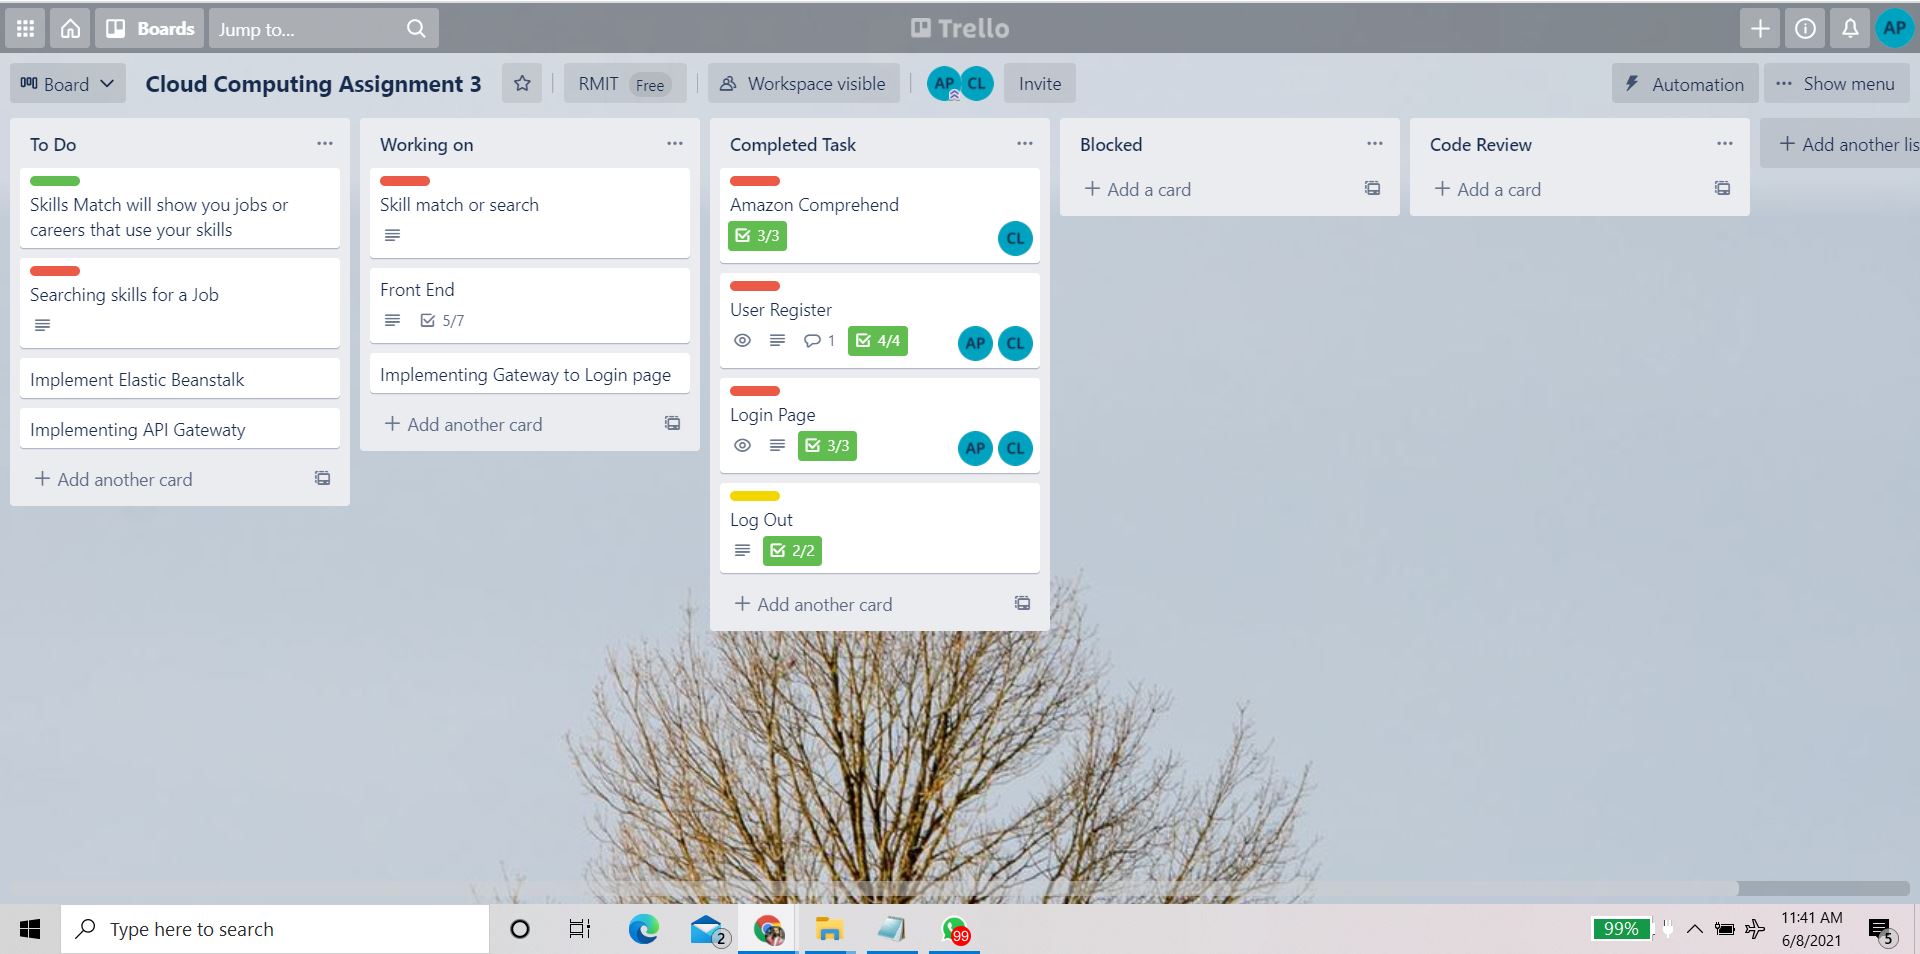 Boards
Jump to...
Trello
AP
Board
Cloud Computing Assignment 3
RMIT Free
Workspace visible
AP
CL
Invite
Automation
Show menu
To Do
Skills Match will show you jobs or
careers that use your skills
Searching skills for a Job
Implement Elastic Beanstalk
Implementing API Gatewaty
+ Add another card
Working on
Skill match or search
Front End
5/7
Implementing Gateway to Login page
+ Add another card
Completed Task
Amazon Comprehend
3/3
CL
User Register
1
4/4
AP
CL
Login Page
3/3
AP
CL
Log Out
2/2
+ Add another card
Blocked
+ Add a card
Code Review
+ Add a card
+ Add another lis
Type here to search
2
99
99%
11:41 AM
6/8/2021
5